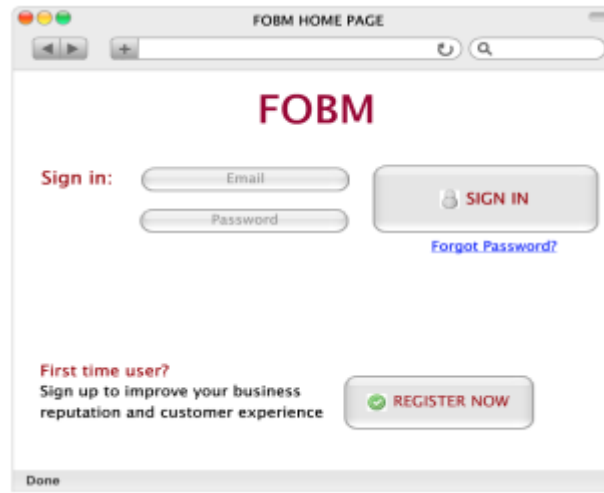 FOBM HOME PAGE
FOBM
Sign in:
Email
SIGN IN
Password
Forgot Password?
First time user?
Sign up to improve your business
reputation and customer experience
REGISTER NOW
Done